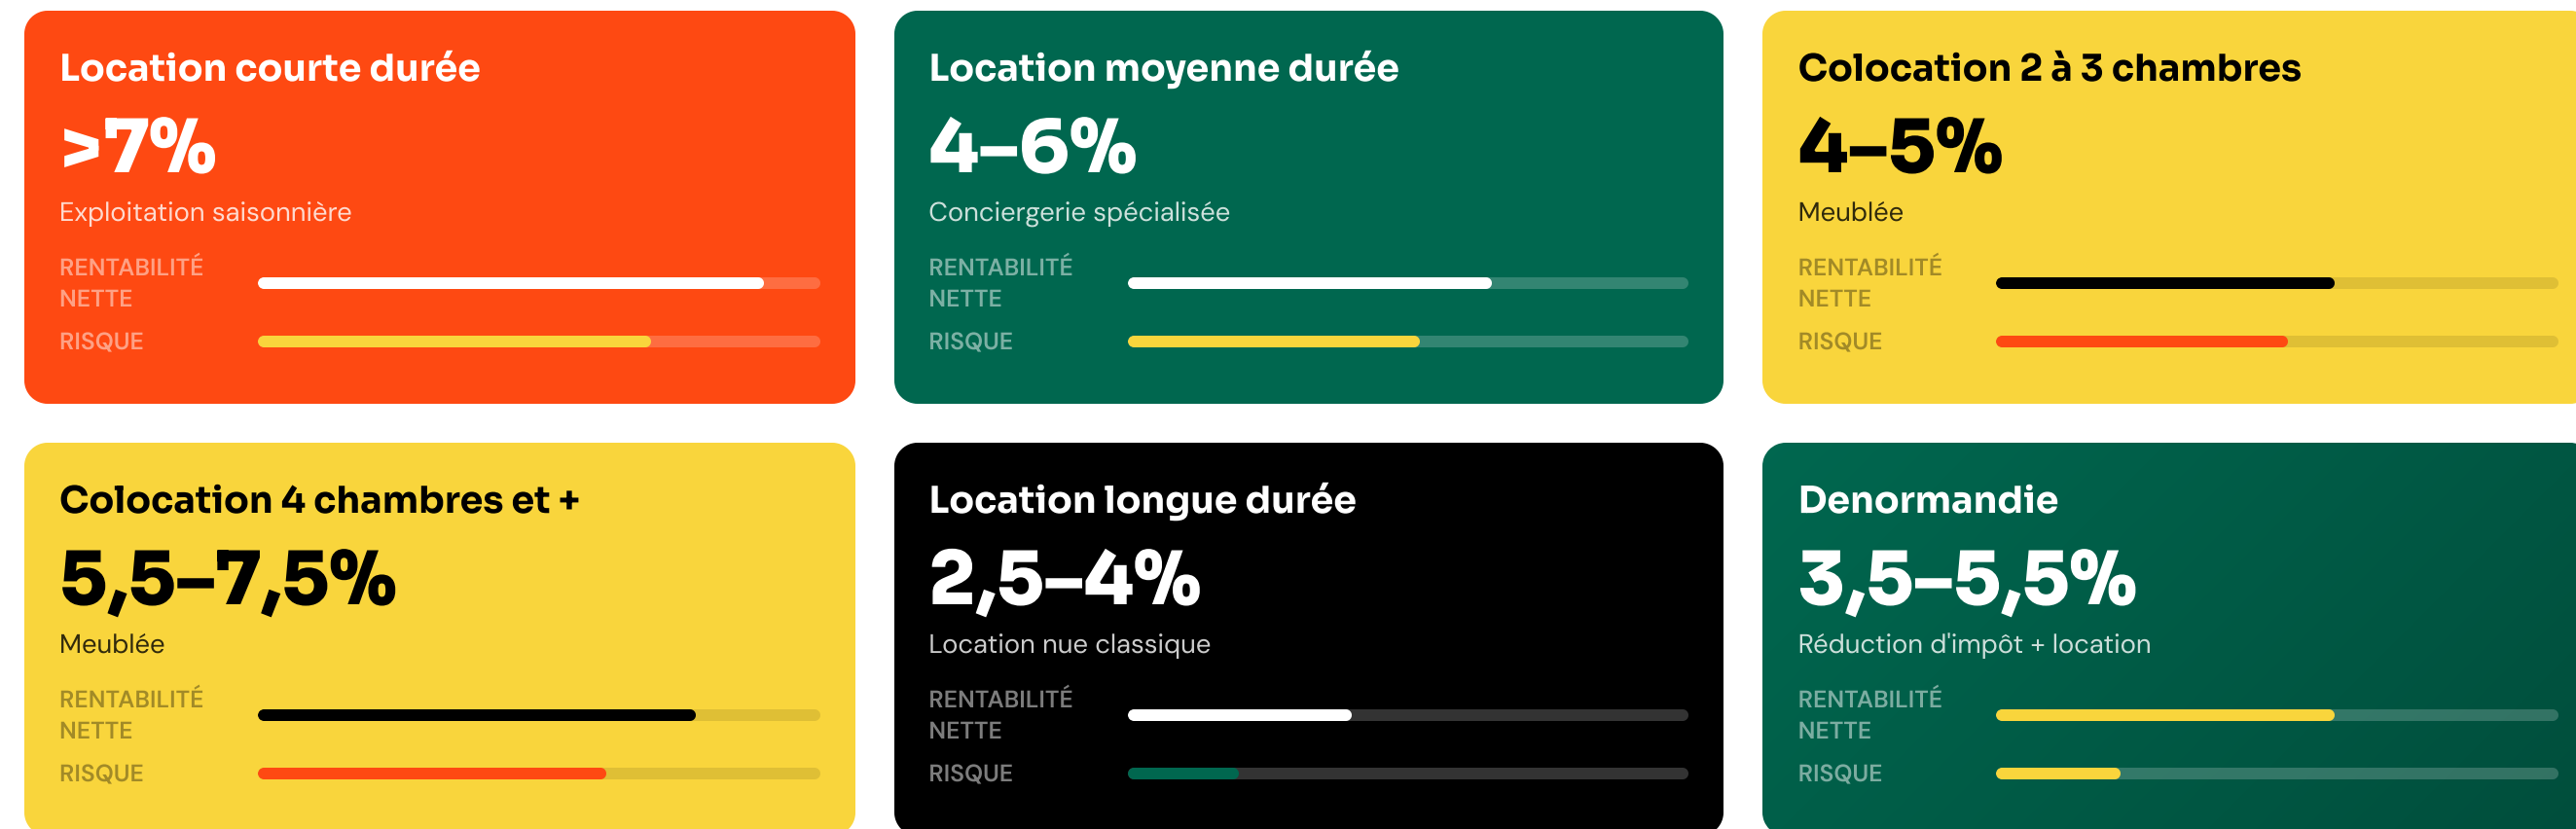 Location courte durée
>7%
Exploitation saisonnière
RENTABILITÉ
NETTE
RISQUE
Location moyenne durée
4–6%
Conciergerie spécialisée
RENTABILITÉ
NETTE
RISQUE
Colocation 2 à 3 chambres
4–5%
Meublée
RENTABILITÉ
NETTE
RISQUE
Colocation 4 chambres et +
5,5–7,5%
Meublée
RENTABILITÉ
NETTE
RISQUE
Location longue durée
2,5–4%
Location nue classique
RENTABILITÉ
NETTE
RISQUE
Denormandie
3,5–5,5%
Réduction d'impôt + location
RENTABILITÉ
NETTE
RISQUE